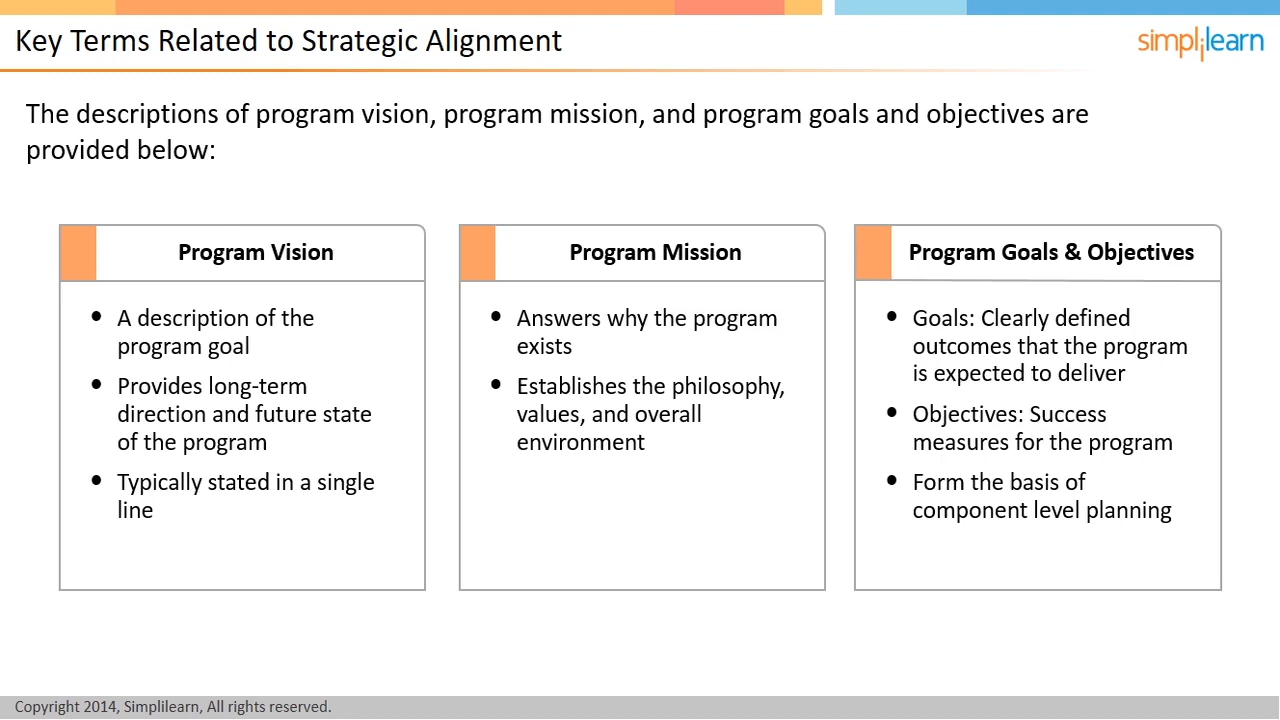 Key Terms Related to Strategic Alignment
simplilearn
The descriptions of program vision, program mission, and program goals and objectives are
provided below:
Program Vision
• A description of the
program goal
• Provides long-term
direction and future state
of the program
• Typically stated in a single
line
Program Mission
• Answers why the program
exists
• Establishes the philosophy,
values, and overall
environment
Program Goals & Objectives
• Goals: Clearly defined
outcomes that the program
is expected to deliver
• Objectives: Success
measures for the program
• Form the basis of
component level planning
Copyright 2014, Simplilearn, All rights reserved.